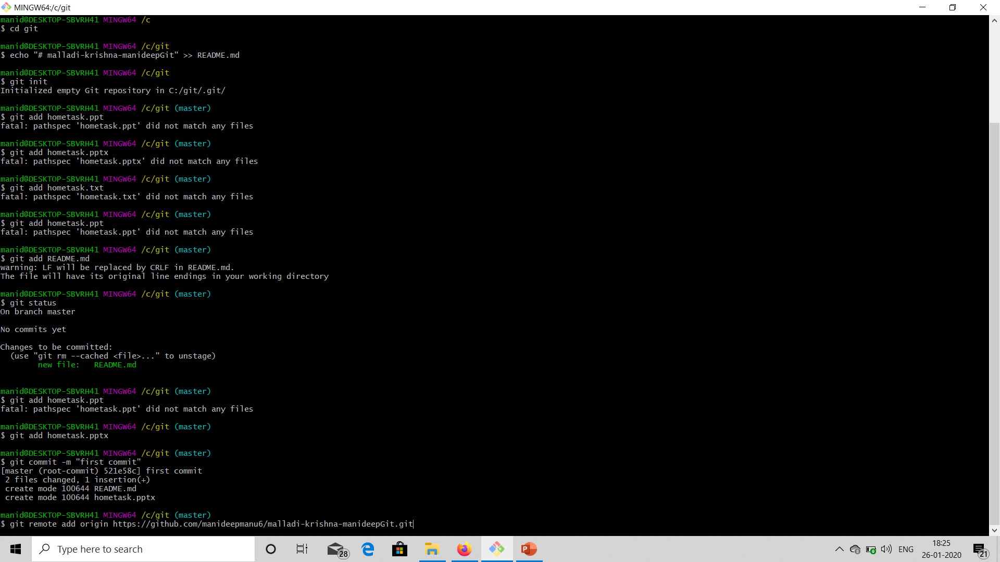 MINGW64:/c/git
manid@DESKTOP-SBVRH41 MINGW64 /c
$ cd git
manid@DESKTOP-SBVRH41 MINGW64 /c/git
$ echo "# malladi-krishna-manideepGit" >> README.md
manid@DESKTOP-SBVRH41 MINGW64 /c/git
$ git init
Initialized empty Git repository in C:/git/.git/
manid@DESKTOP-SBVRH41 MINGW64 /c/git (master)
$ git add hometask.ppt
fatal: pathspec 'hometask.ppt' did not match any files
manid@DESKTOP-SBVRH41 MINGW64 /c/git (master)
$ git add hometask.pptx
fatal: pathspec 'hometask.pptx' did not match any files
manid@DESKTOP-SBVRH41 MINGW64 /c/git (master)
$ git add hometask.txt
fatal: pathspec 'hometask.txt' did not match any files
manid@DESKTOP-SBVRH41 MINGW64 /c/git (master)
$ git add hometask.ppt
fatal: pathspec 'hometask.ppt' did not match any files
manid@DESKTOP-SBVRH41 MINGW64 /c/git (master)
$ git add README.md
warning: LF will be replaced by CRLF in README.md.
The file will have its original line endings in your working directory
manid@DESKTOP-SBVRH41 MINGW64 /c/git (master)
$ git status
On branch master
No commits yet
Changes to be committed:
  (use "git rm --cached <file>..." to unstage)
        new file:   README.md
manid@DESKTOP-SBVRH41 MINGW64 /c/git (master)
$ git add hometask.ppt
fatal: pathspec 'hometask.ppt' did not match any files
manid@DESKTOP-SBVRH41 MINGW64 /c/git (master)
$ git add hometask.pptx
manid@DESKTOP-SBVRH41 MINGW64 /c/git (master)
$ git commit -m "first commit"
[master (root-commit) 521e58c] first commit
 2 files changed, 1 insertion(+)
 create mode 100644 README.md
 create mode 100644 hometask.pptx
manid@DESKTOP-SBVRH41 MINGW64 /c/git (master)
$ git remote add origin https://github.com/manideepmanu6/malladi-krishna-manideepGit.git
Type here to search
28
P
ENG
18:25
26-01-2020
21